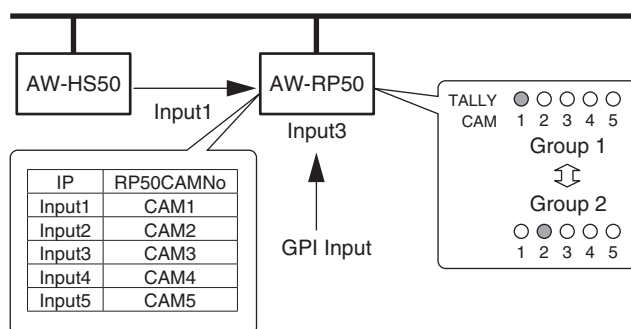 AW-HS50
AW-RP50
Input1
Input3
GPI Input
IP RP50CAMNo
Input1 CAM1
Input2 CAM2
Input3 CAM3
Input4 CAM4
Input5 CAM5
TALLY
CAM 1 2 3 4 5
Group 1
Group 2
1 2 3 4 5